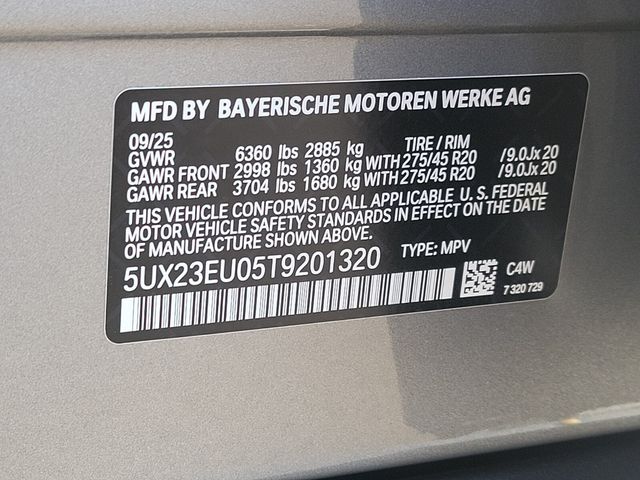 MFD BY BAYERISCHE MOTOREN WERKE AG
09/25 TIRE / RIM
GVWR 6360 lbs 2885 kg
GAWR FRONT 2998 lbs 1360 kg WITH 275/45 R20 /9.0Jx 20
GAWR REAR 3704 lbs 1680 kg WITH 275/45 R20 /9.0Jx 20
THIS VEHICLE CONFORMS TO ALL APPLICABLE U. S. FEDERAL
MOTOR VEHICLE SAFETY STANDARDS IN EFFECT ON THE DATE
OF MANUFACTURE SHOWN ABOVE.
5UX23EU05T9201320 TYPE: MPV
C4W
7 320 729